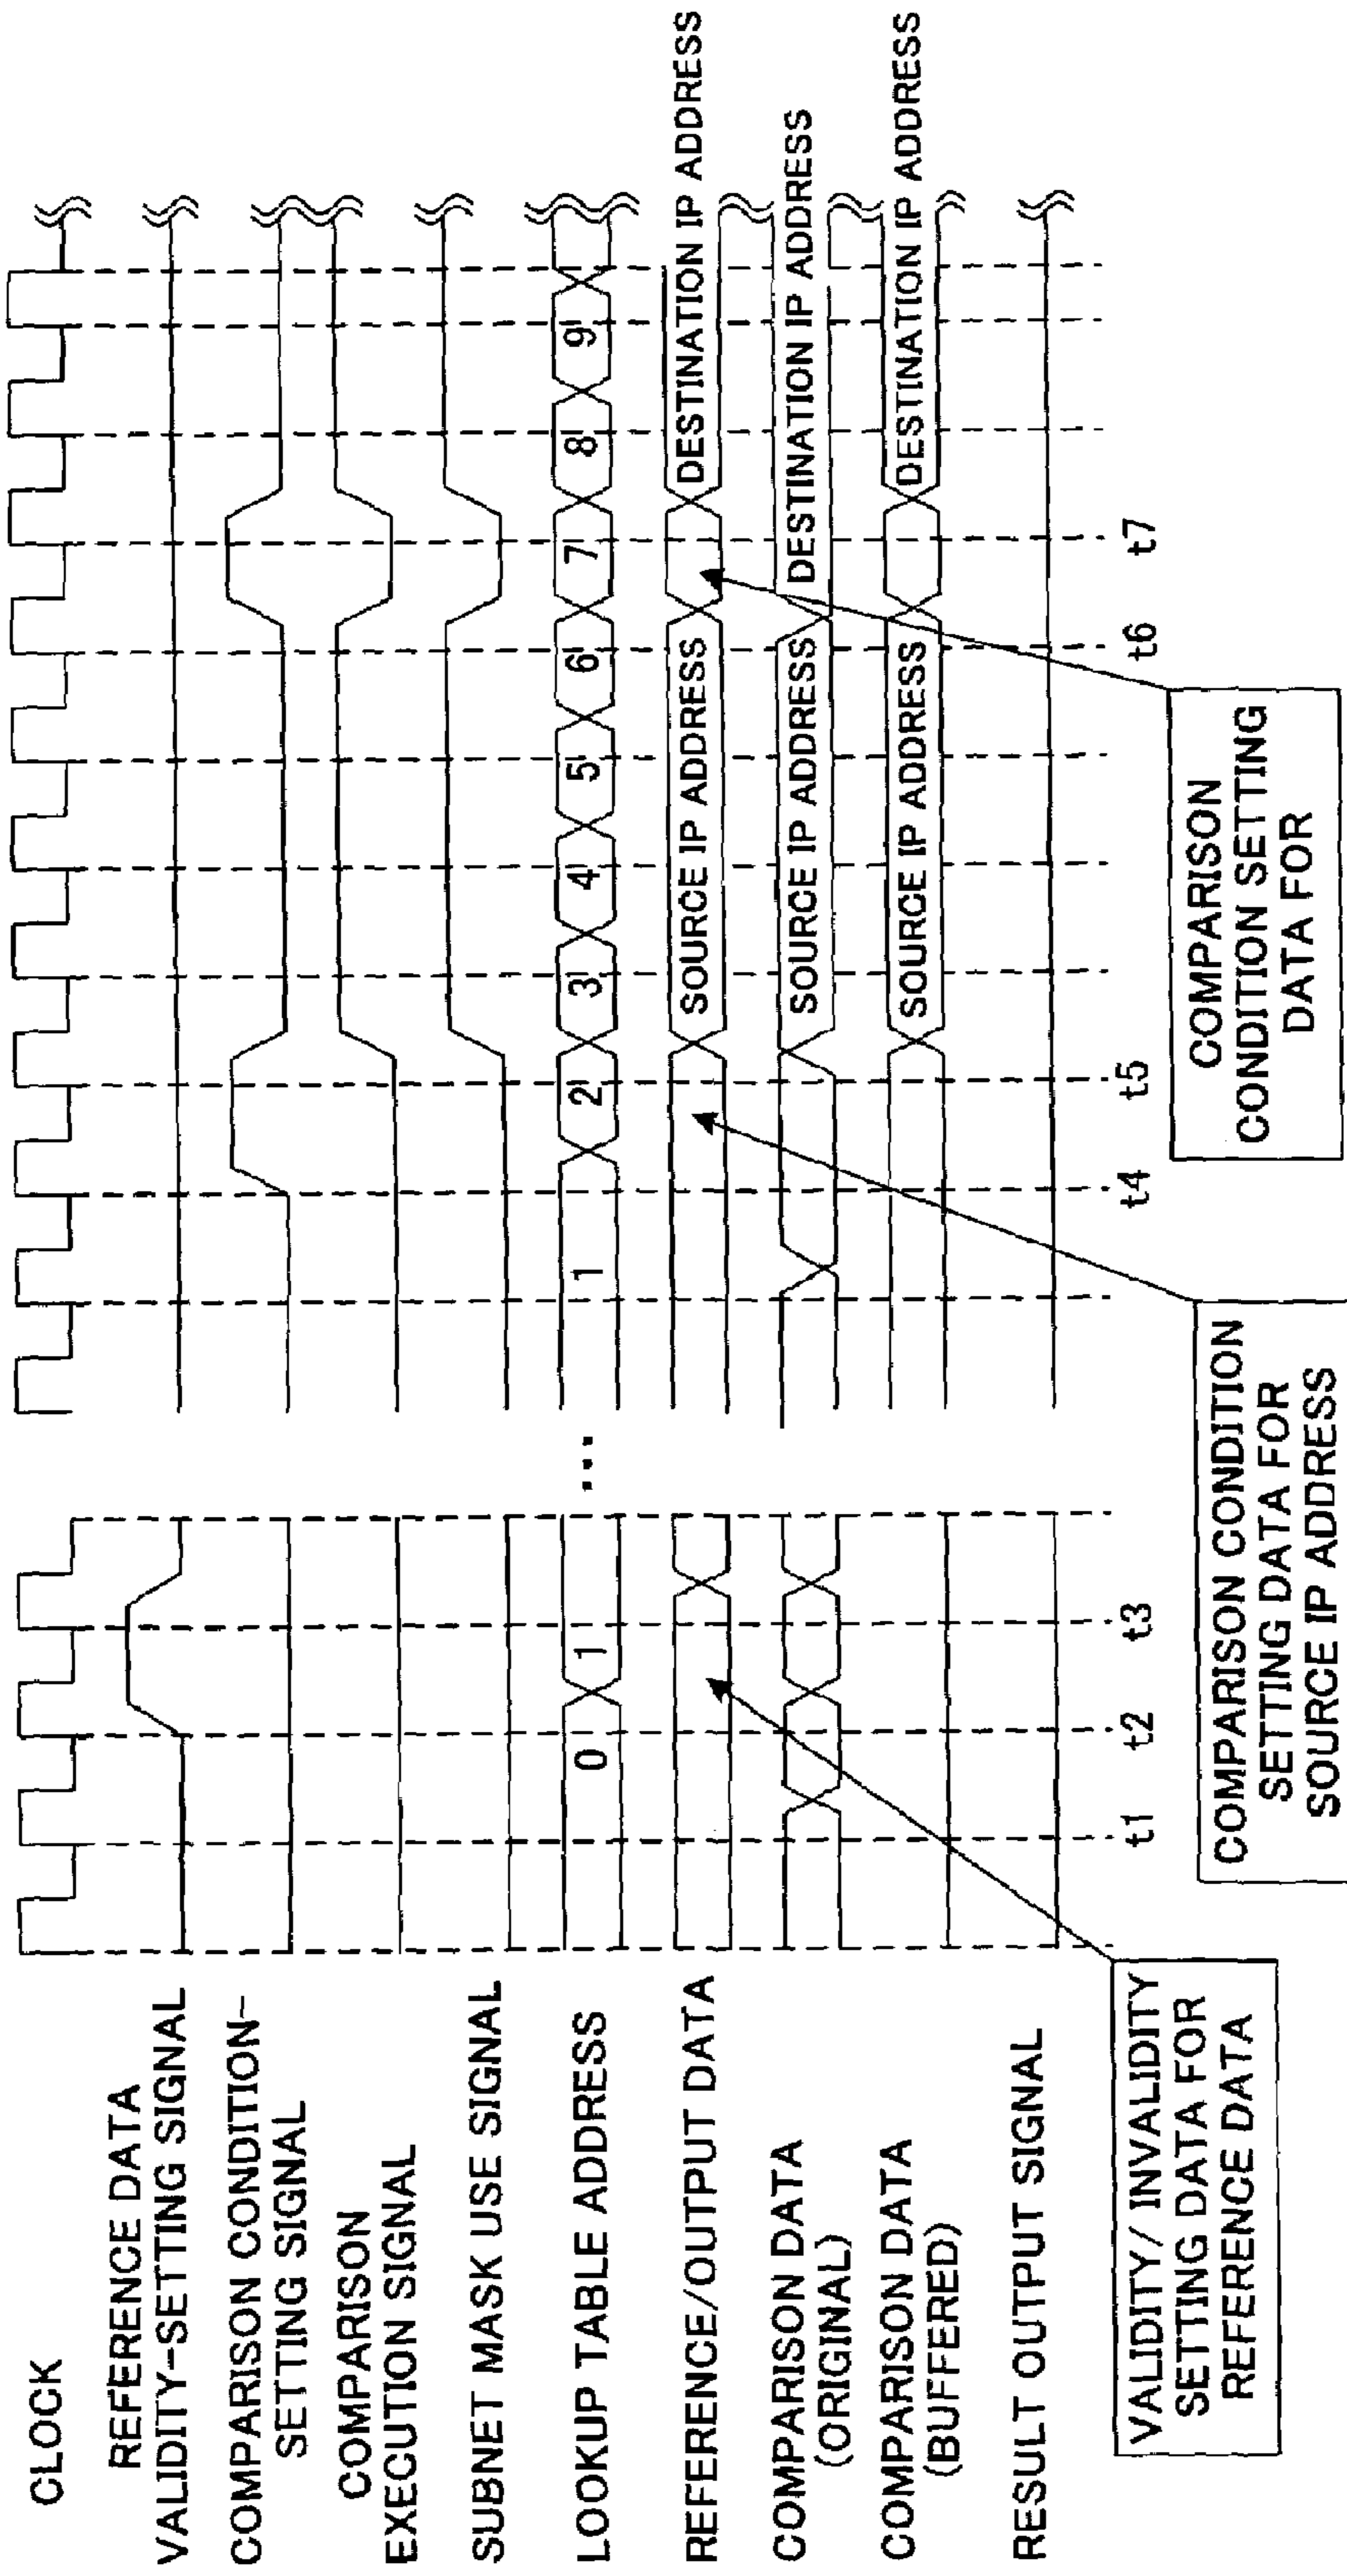 CLOCK
REFERENCE DATA
VALIDITY-SETTING SIGNAL
COMPARISON CONDITION-
SETTING SIGNAL
COMPARISON
EXECUTION SIGNAL
SUBNET MASK USE SIGNAL
LOOKUP TABLE ADDRESS
0 1 ... 1 2 3 4 5 6 7 8 9
REFERENCE/OUTPUT DATA
SOURCE IP ADDRESS DESTINATION IP ADDRESS
COMPARISON DATA
(ORIGINAL)
SOURCE IP ADDRESS DESTINATION IP ADDRESS
COMPARISON DATA
(BUFFERED)
SOURCE IP ADDRESS DESTINATION IP ADDRESS
RESULT OUTPUT SIGNAL
t1 t2 t3 t4 t5 t6 t7
VALIDITY/ INVALIDITY
SETTING DATA FOR
REFERENCE DATA
COMPARISON CONDITION
SETTING DATA FOR
SOURCE IP ADDRESS
COMPARISON
CONDITION SETTING
DATA FOR